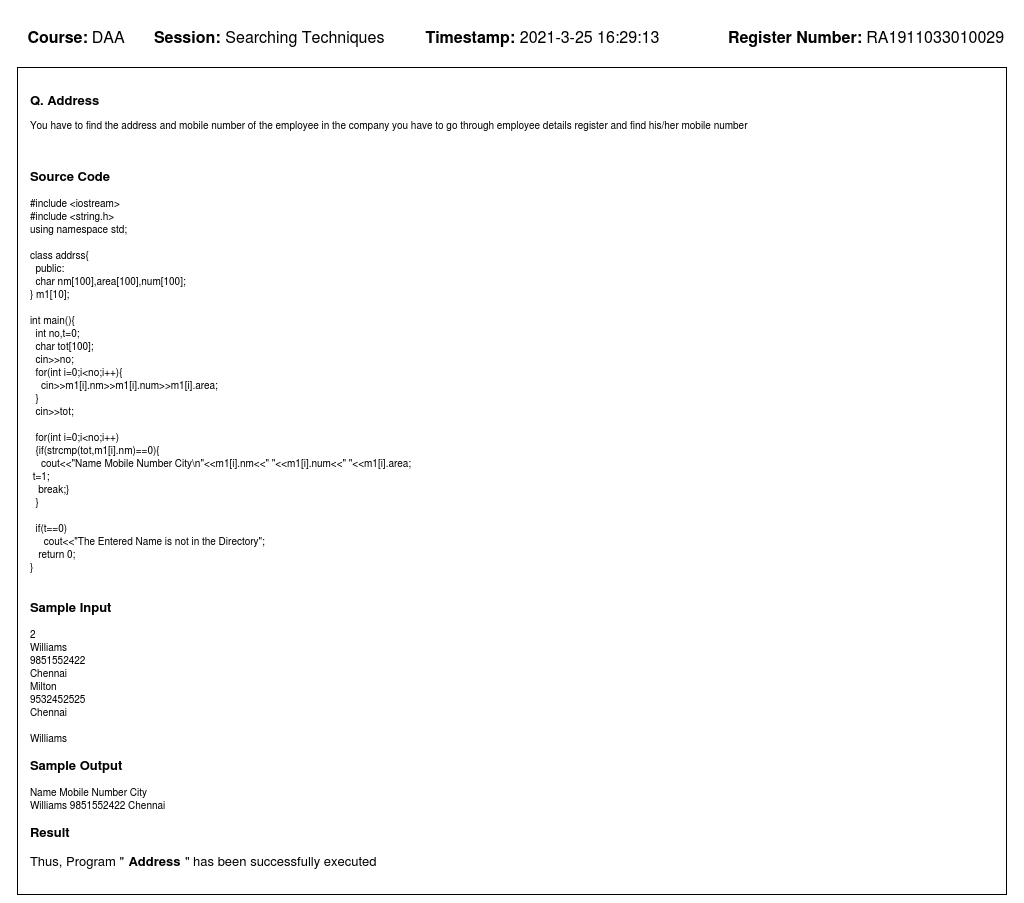 Course: DAA Session: Searching Techniques Timestamp: 2021-3-25 16:29:13 Register Number: RA1911033010029
Q. Address
You have to find the address and mobile number of the employee in the company you have to go through employee details register and find his/her mobile number
Source Code
#include <iostream>
#include <string.h>
using namespace std;
class addrss{
public:
char nm[100],area[100],num[100];
} m1[10];
int main(){
int no,t=0;
char tot[100];
cin>>no;
for(int i=0;i<no;i++){
cin>>m1[i].nm>>m1[i].num>>m1[i].area;
}
cin>>tot;
for(int i=0;i<no;i++)
{if(strcmp(tot,m1[i].nm)==0){
cout<<"Name Mobile Number City\n"<<m1[i].nm<<" "<<m1[i].num<<" "<<m1[i].area;
t=1;
break;}
}
if(t==0)
cout<<"The Entered Name is not in the Directory";
return 0;
}
Sample Input
2
Williams
9851552422
Chennai
Milton
9532452525
Chennai
Williams
Sample Output
Name Mobile Number City
Williams 9851552422 Chennai
Result
Thus, Program " Address " has been successfully executed